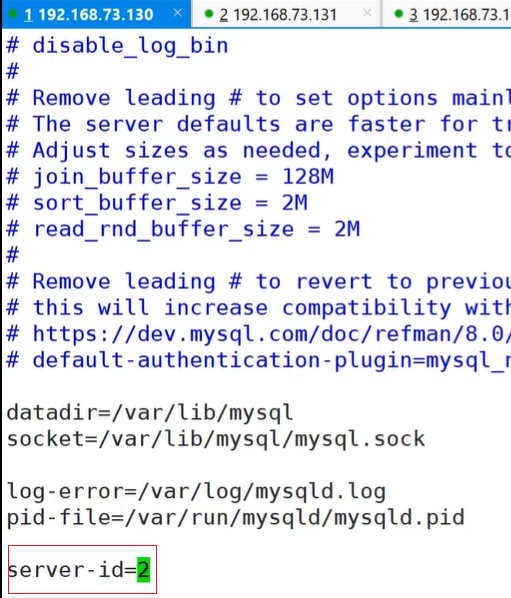 1 192.168.73.130 × 2 192.168.73.131 × 3 192.168.73.1
# disable_log_bin
#
# Remove leading # to set options main
# The server defaults are faster for tr
# Adjust sizes as needed, experiment to
# join_buffer_size = 128M
# sort_buffer_size = 2M
# read_rnd_buffer_size = 2M
#
# Remove leading # to revert to previou
# this will increase compatibility with
# https://dev.mysql.com/doc/refman/8.0/
# default-authentication-plugin=mysql_n
datadir=/var/lib/mysql
socket=/var/lib/mysql/mysql.sock
log-error=/var/log/mysqld.log
pid-file=/var/run/mysqld/mysqld.pid
server-id=2